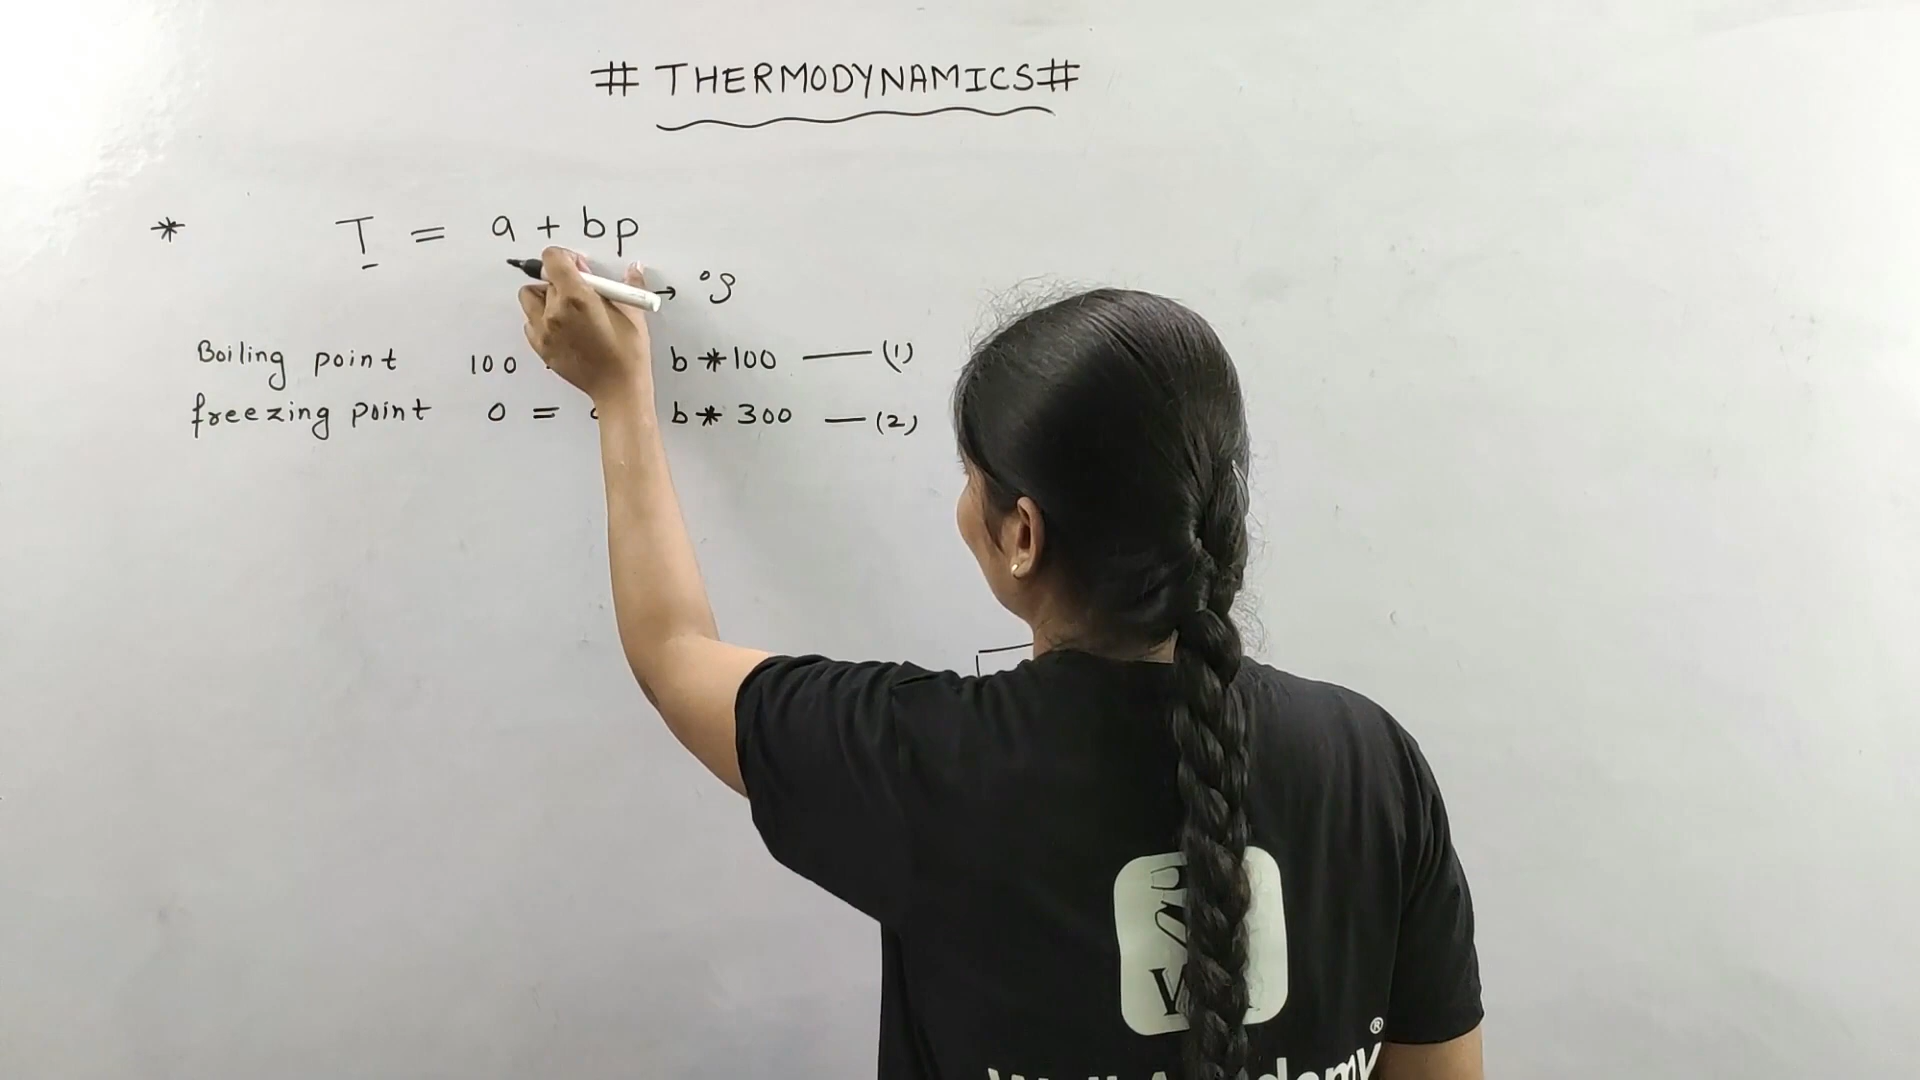 # THERMODYNAMICS #
* T = a + bp
→ °S
Boiling point 100 b * 100 — (1)
freezing point 0 = b * 300 — (2)
®